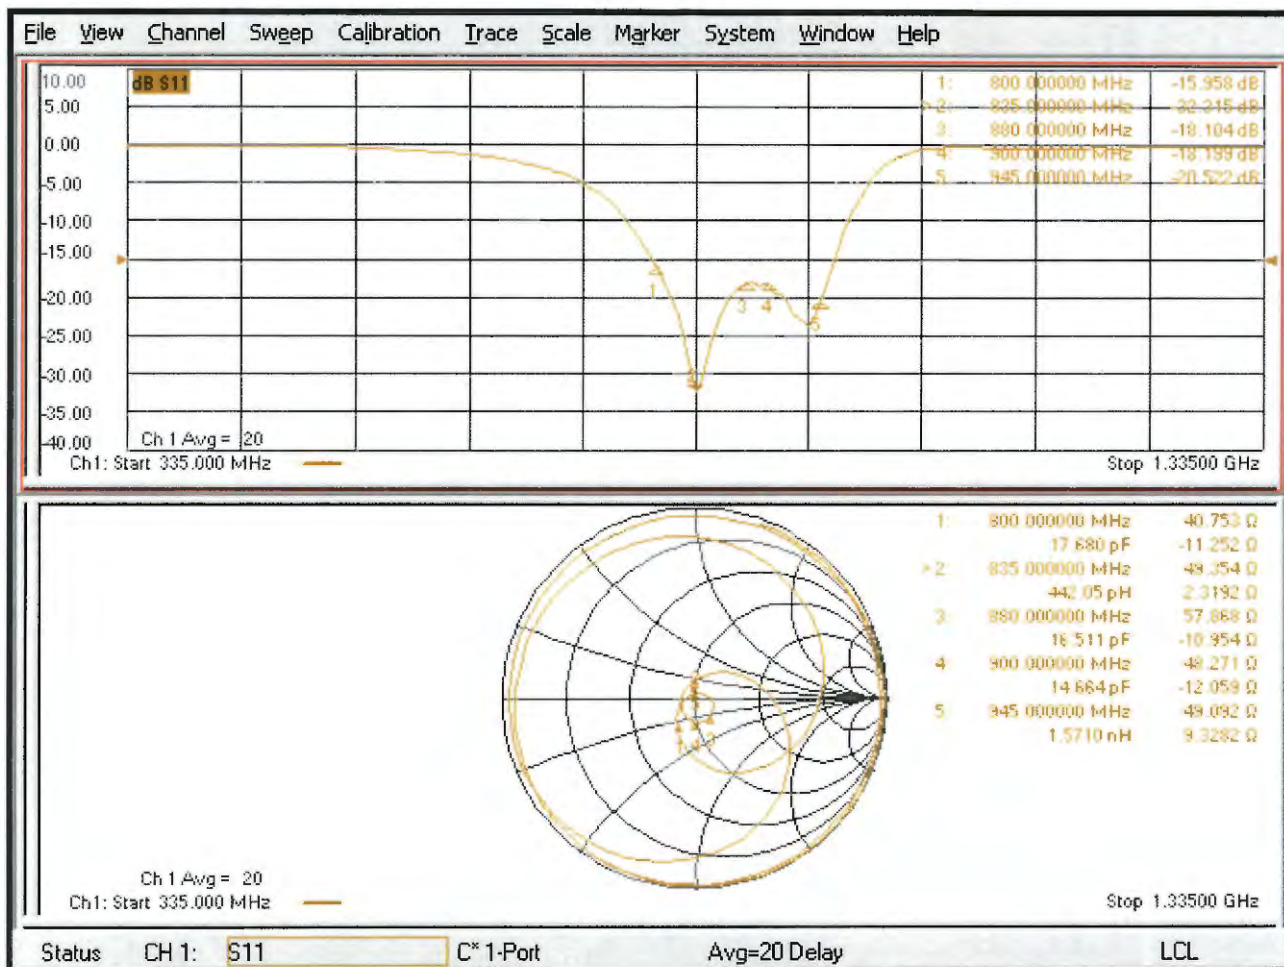 File View Channel Sweep Calibration Trace Scale Marker System Window Help
10.00 dB S11 1: 800.000000 MHz -15.958 dB
5.00 >2: 835.000000 MHz -32.215 dB
3: 880.000000 MHz -18.104 dB
0.00 4: 900.000000 MHz -18.199 dB
-5.00 5: 945.000000 MHz -20.522 dB
-10.00
-15.00
-20.00 1 3 4 5
-25.00
-30.00
-35.00
-40.00 Ch 1 Avg = 20
Ch1: Start 335.000 MHz Stop 1.33500 GHz
1: 800.000000 MHz 40.753 Ω
17.680 pF -11.252 Ω
>2: 835.000000 MHz 49.354 Ω
442.05 pH 2.3192 Ω
3: 880.000000 MHz 57.868 Ω
16.511 pF -10.954 Ω
4: 900.000000 MHz 48.271 Ω
14.664 pF -12.059 Ω
5: 945.000000 MHz 49.092 Ω
1.5710 nH 9.3282 Ω
Ch 1 Avg = 20
Ch1: Start 335.000 MHz Stop 1.33500 GHz
Status CH 1: S11 C* 1-Port Avg=20 Delay LCL